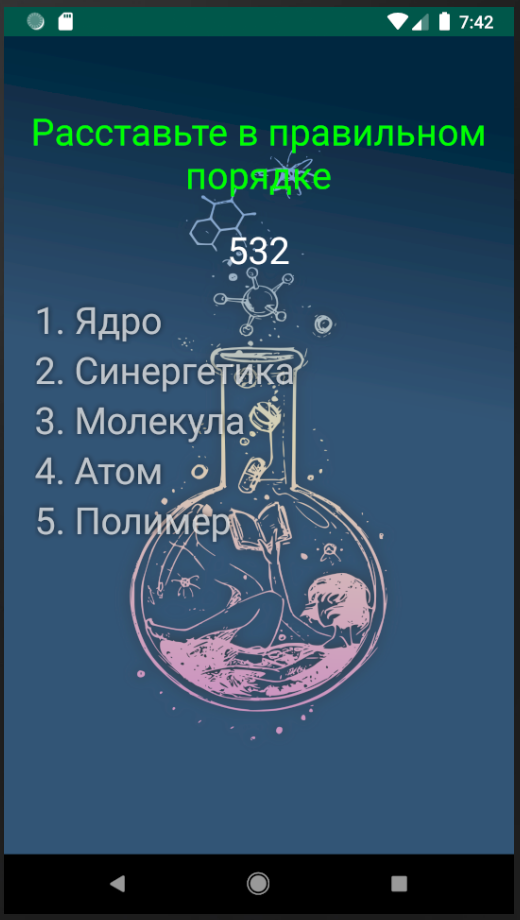 7:42
Расставьте в правильном
порядке
532
1. Ядро
2. Синергетика
3. Молекула
4. Атом
5. Полимер